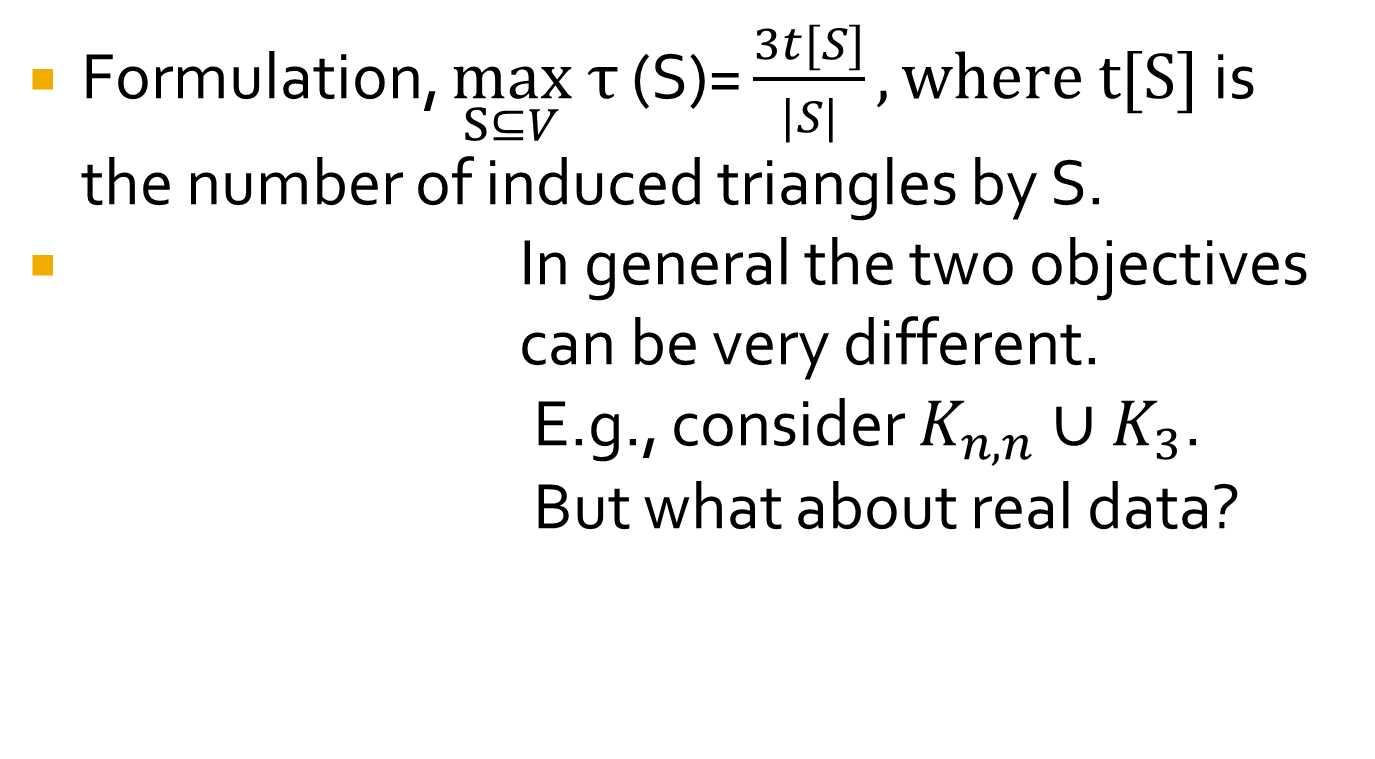 ▪ Formulation, max S⊆V τ (S)= 3t[S] / |S| , where t[S] is
the number of induced triangles by S.
▪ In general the two objectives
can be very different.
E.g., consider K_{n,n} ∪ K_3.
But what about real data?